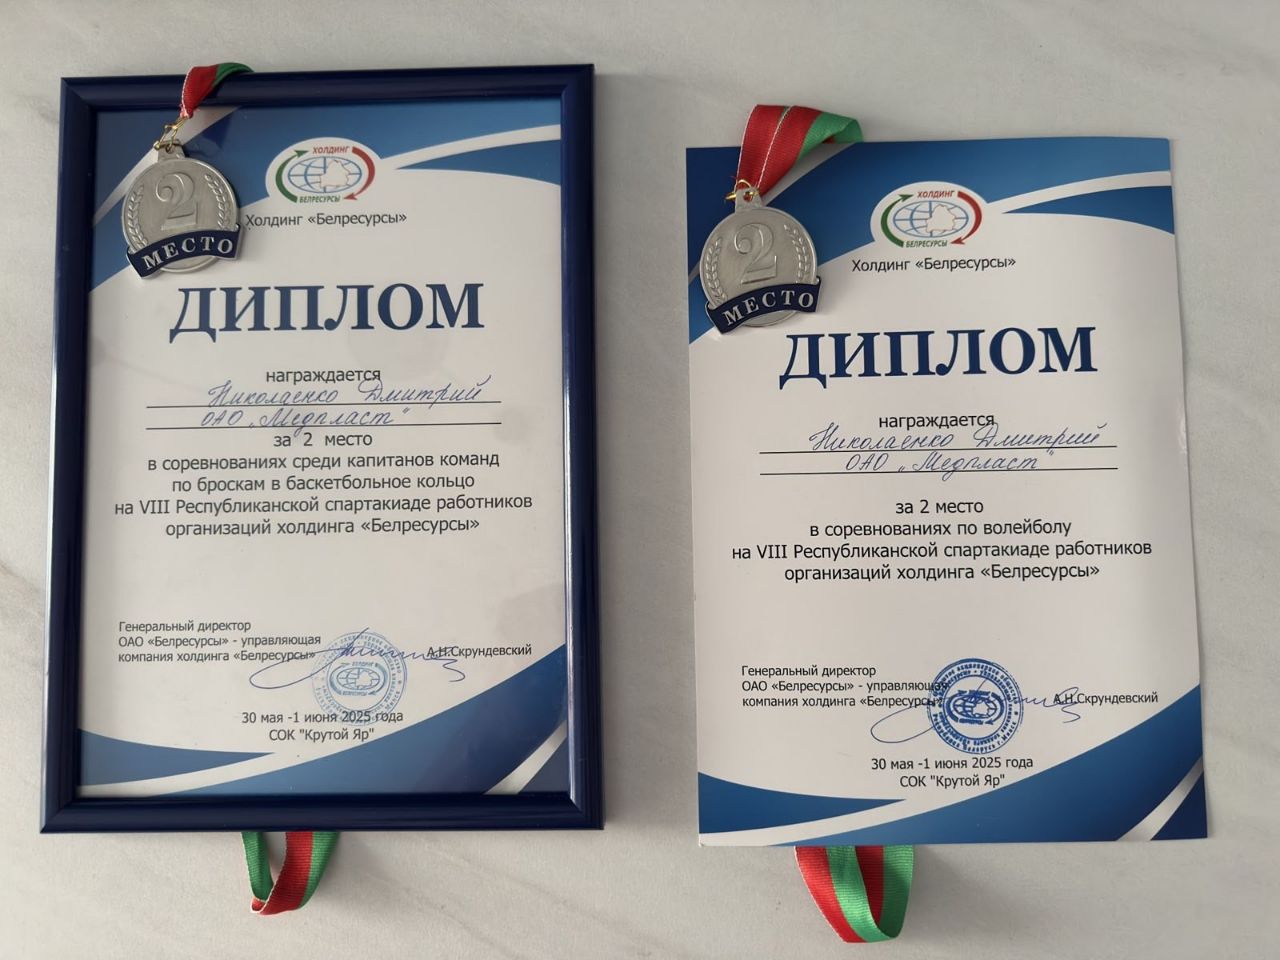 ХОЛДИНГ
БЕЛРЕСУРСЫ
Холдинг «Белресурсы»
2
МЕСТО
ДИПЛОМ
награждается
Николаенко Дмитрий
ОАО „Медпласт"
за 2 место
в соревнованиях среди капитанов команд
по броскам в баскетбольное кольцо
на VIII Республиканской спартакиаде работников
организаций холдинга «Белресурсы»
Генеральный директор
ОАО «Белресурсы» - управляющая
компания холдинга «Белресурсы»
А.Н.Скрундевский
30 мая -1 июня 2025 года
СОК "Крутой Яр"
ХОЛДИНГ
БЕЛРЕСУРСЫ
Холдинг «Белресурсы»
2
МЕСТО
ДИПЛОМ
награждается
Николаенко Дмитрий
ОАО „Медпласт"
за 2 место
в соревнованиях по волейболу
на VIII Республиканской спартакиаде работников
организаций холдинга «Белресурсы»
Генеральный директор
ОАО «Белресурсы» - управляющая
компания холдинга «Белресурсы»
А.Н.Скрундевский
30 мая -1 июня 2025 года
СОК "Крутой Яр"